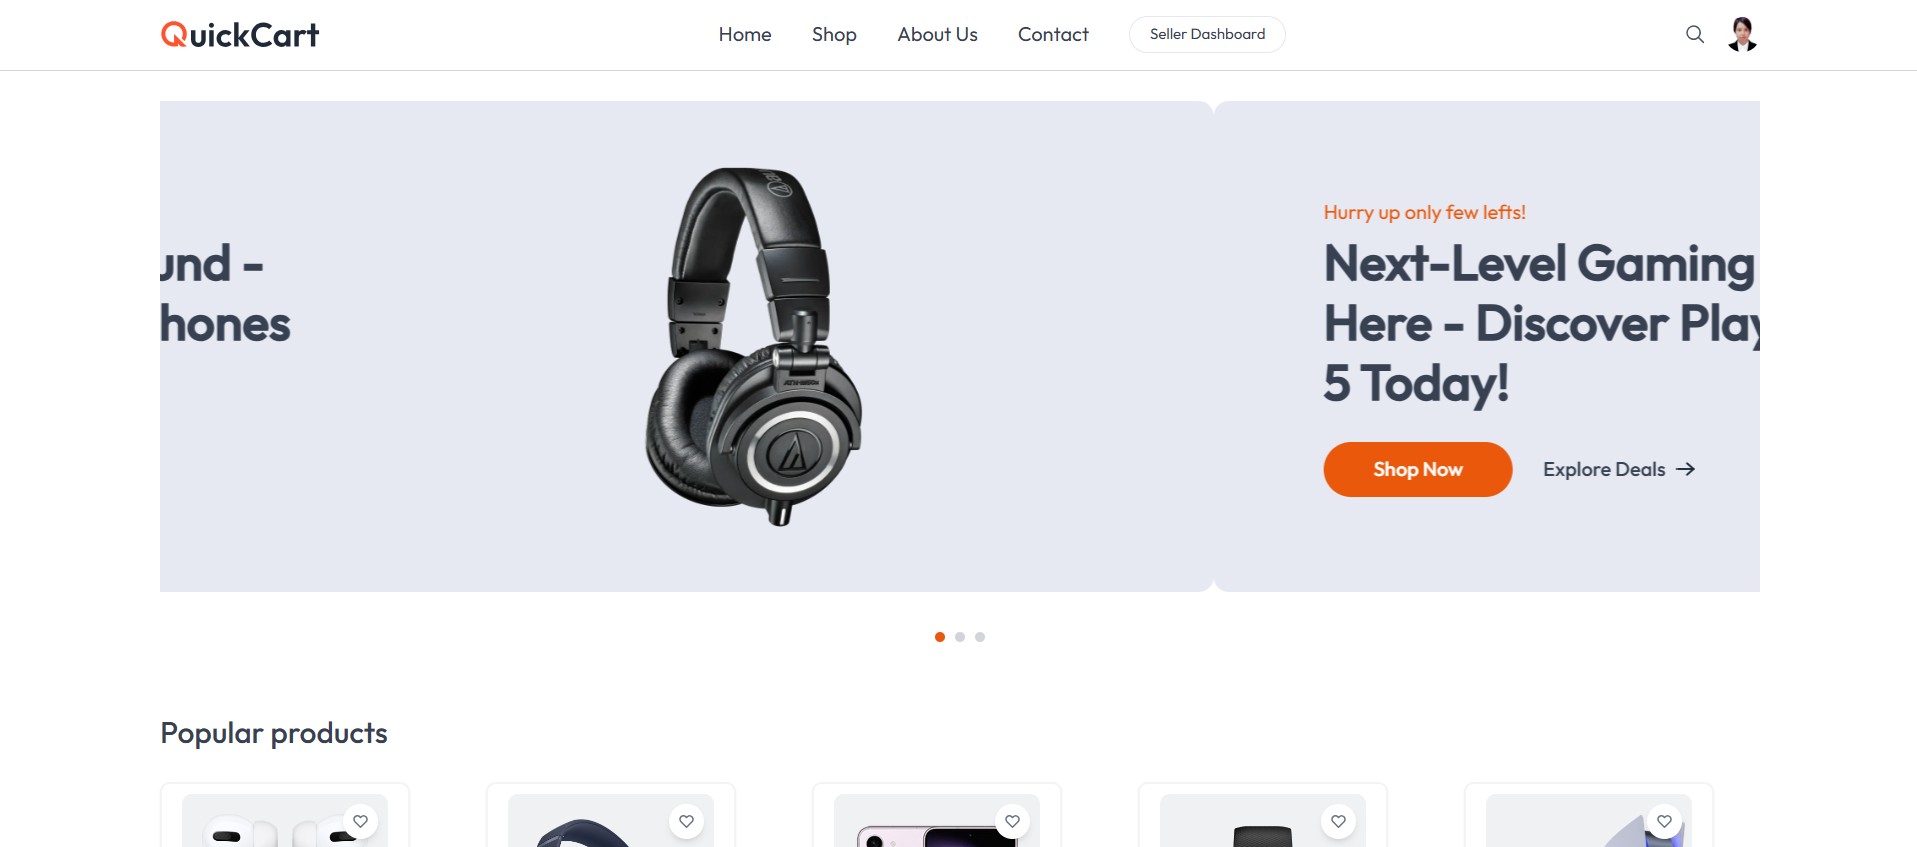 QuickCart
Home
Shop
About Us
Contact
Seller Dashboard
und -
hones
Hurry up only few lefts!
Next-Level Gaming
Here - Discover Play
5 Today!
Shop Now
Explore Deals
Popular products